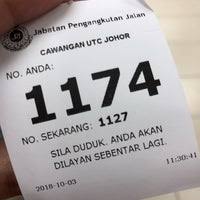 Jabatan Pengangkutan Jalan
CAWANGAN UTC JOHOR
NO. ANDA:
1174
NO. SEKARANG: 1127
SILA DUDUK. ANDA AKAN
DILAYAN SEBENTAR LAGI.
2018-10-03 11:30:41